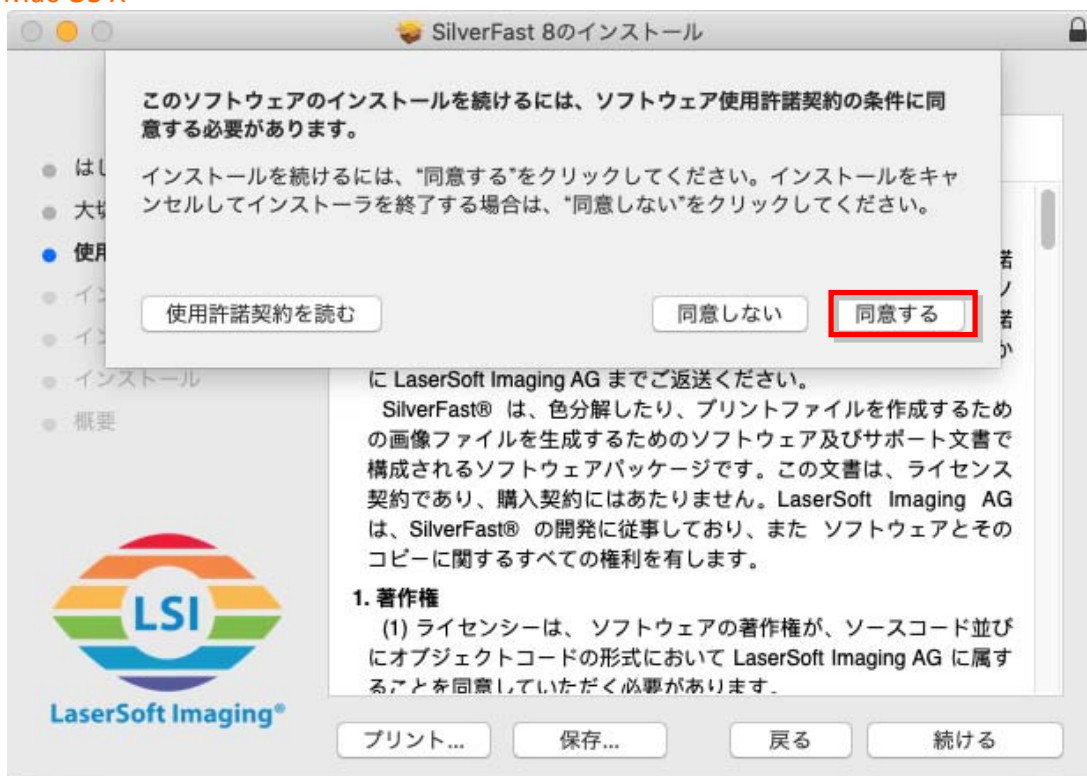 SilverFast 8のインストール
このソフトウェアのインストールを続けるには、ソフトウェア使用許諾契約の条件に同
意する必要があります。
インストールを続けるには、“同意する”をクリックしてください。インストールをキャ
ンセルしてインストーラを終了する場合は、“同意しない”をクリックしてください。
使用許諾契約を読む
同意しない
同意する
はじ
大切
使用
イン
イン
インストール
概要
に LaserSoft Imaging AG までご返送ください。
SilverFast® は、色分解したり、プリントファイルを作成するため
の画像ファイルを生成するためのソフトウェア及びサポート文書で
構成されるソフトウェアパッケージです。この文書は、ライセンス
契約であり、購入契約にはあたりません。LaserSoft Imaging AG
は、SilverFast® の開発に従事しており、また ソフトウェアとその
コピーに関するすべての権利を有します。
1. 著作権
(1) ライセンシーは、 ソフトウェアの著作権が、ソースコード並び
にオブジェクトコードの形式において LaserSoft Imaging AG に属す
ることを同意していただく必要があります。
LSI
LaserSoft Imaging®
プリント...
保存...
戻る
続ける